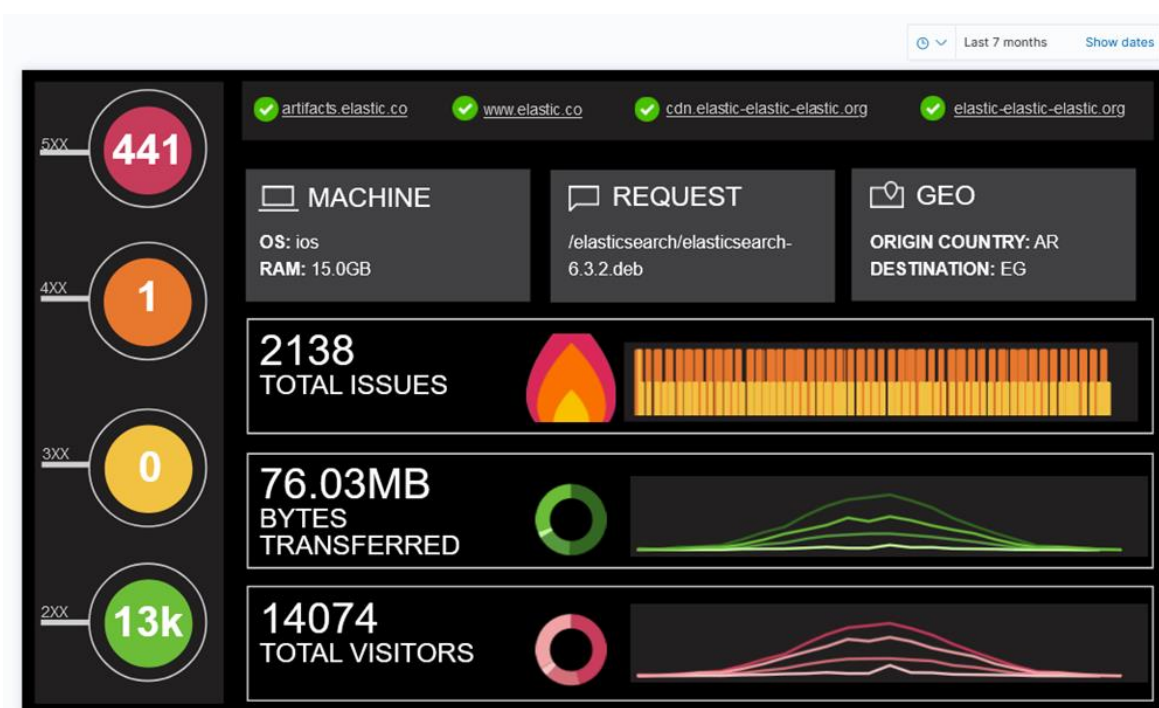 Last 7 months Show dates
artifacts.elastic.co www.elastic.co cdn.elastic-elastic-elastic.org elastic-elastic-elastic.org
5XX
441
4XX
1
3XX
0
2XX
13k
MACHINE
OS: ios
RAM: 15.0GB
REQUEST
/elasticsearch/elasticsearch-
6.3.2.deb
GEO
ORIGIN COUNTRY: AR
DESTINATION: EG
2138
TOTAL ISSUES
76.03MB
BYTES
TRANSFERRED
14074
TOTAL VISITORS